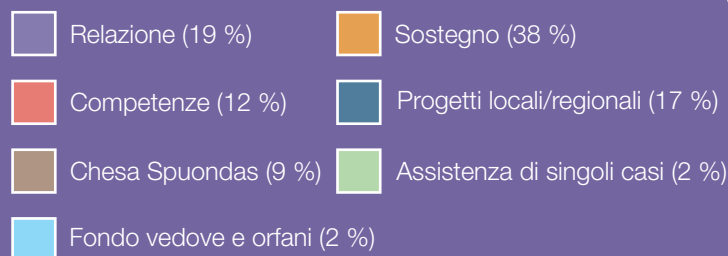 Relazione (19 %)
Sostegno (38 %)
Competenze (12 %)
Progetti locali/regionali (17 %)
Chesa Spuondas (9 %)
Assistenza di singoli casi (2 %)
Fondo vedove e orfani (2 %)